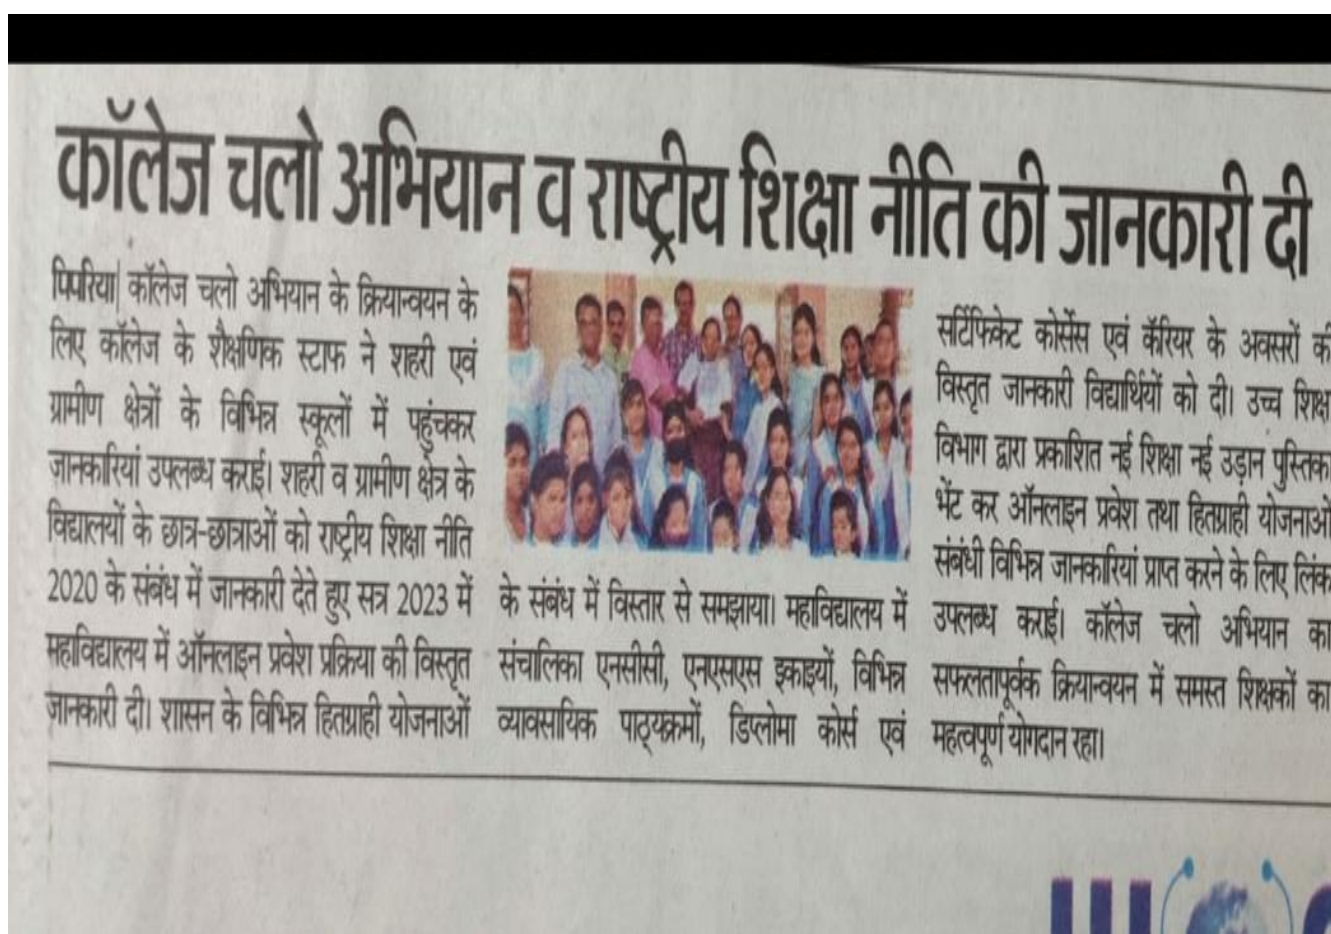 कॉलेज चलो अभियान व राष्ट्रीय शिक्षा नीति की जानकारी दी
पिपरिया| कॉलेज चलो अभियान के क्रियान्वयन के
लिए कॉलेज के शैक्षणिक स्टाफ ने शहरी एवं
ग्रामीण क्षेत्रों के विभिन्न स्कूलों में पहुंचकर
जानकारियां उपलब्ध कराई। शहरी व ग्रामीण क्षेत्र के
विद्यालयों के छात्र-छात्राओं को राष्ट्रीय शिक्षा नीति
2020 के संबंध में जानकारी देते हुए सत्र 2023 में
महाविद्यालय में ऑनलाइन प्रवेश प्रक्रिया की विस्तृत
जानकारी दी। शासन के विभिन्न हितग्राही योजनाओं
के संबंध में विस्तार से समझाया। महाविद्यालय में
संचालिका एनसीसी, एनएसएस इकाइयों, विभिन्न
व्यावसायिक पाठ्यक्रमों, डिप्लोमा कोर्स एवं
सर्टिफिकेट कोर्सेस एवं कॅरियर के अवसरों की
विस्तृत जानकारी विद्यार्थियों को दी। उच्च शिक्षा
विभाग द्वारा प्रकाशित नई शिक्षा नई उड़ान पुस्तिका
भेंट कर ऑनलाइन प्रवेश तथा हितग्राही योजनाओं
संबंधी विभिन्न जानकारियां प्राप्त करने के लिए लिंक
उपलब्ध कराई। कॉलेज चलो अभियान का
सफलतापूर्वक क्रियान्वयन में समस्त शिक्षकों का
महत्वपूर्ण योगदान रहा।